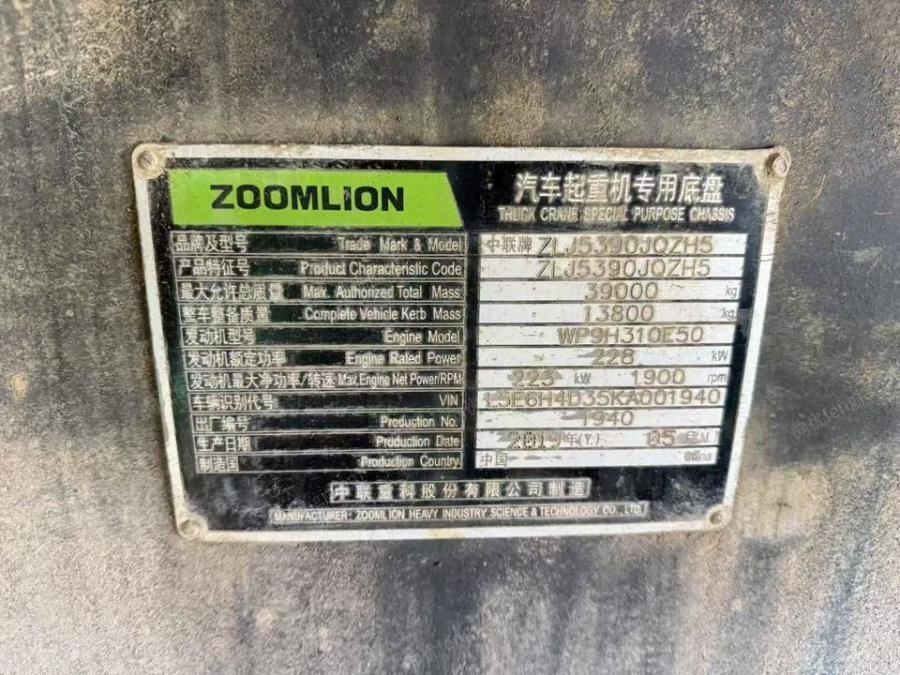 ZOOMLION
汽车起重机专用底盘
TRUCK CRANE SPECIAL PURPOSE CHASSIS
品牌及型号 Trade Mark & Model 中联牌 ZLJ5390JQZH5
产品特征号 Product Characteristic Code ZLJ5390JQZH5
最大允许总质量 Max. Authorized Total Mass 39000 kg
整车整备质量 Complete Vehicle Kerb Mass 13800 kg
发动机型号 Engine Model WP9H310E50
发动机额定功率 Engine Rated Power 228 kW
发动机最大净功率/转速 Max.Engine Net Power/RPM 223 kW 1900 rpm
车辆识别代号 VIN L5E6H4D35KA001940
出厂编号 Production No. 1940
生产日期 Production Date 2019 年(Y.) 05 月(M.)
制造国 Production Country 中国 China
中联重科股份有限公司制造
MANUFACTURER: ZOOMLION HEAVY INDUSTRY SCIENCE & TECHNOLOGY CO., LTD.